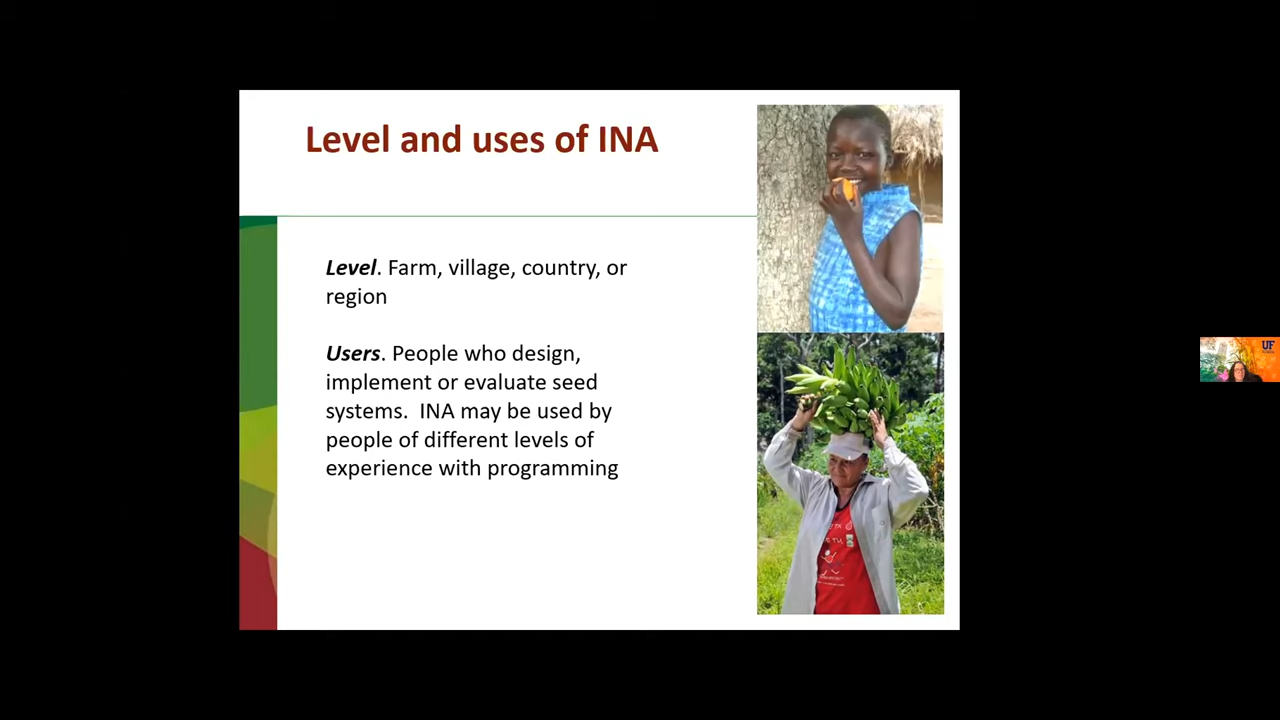 Level and uses of INA
Level. Farm, village, country, or
region
Users. People who design,
implement or evaluate seed
systems.  INA may be used by
people of different levels of
experience with programming
UF